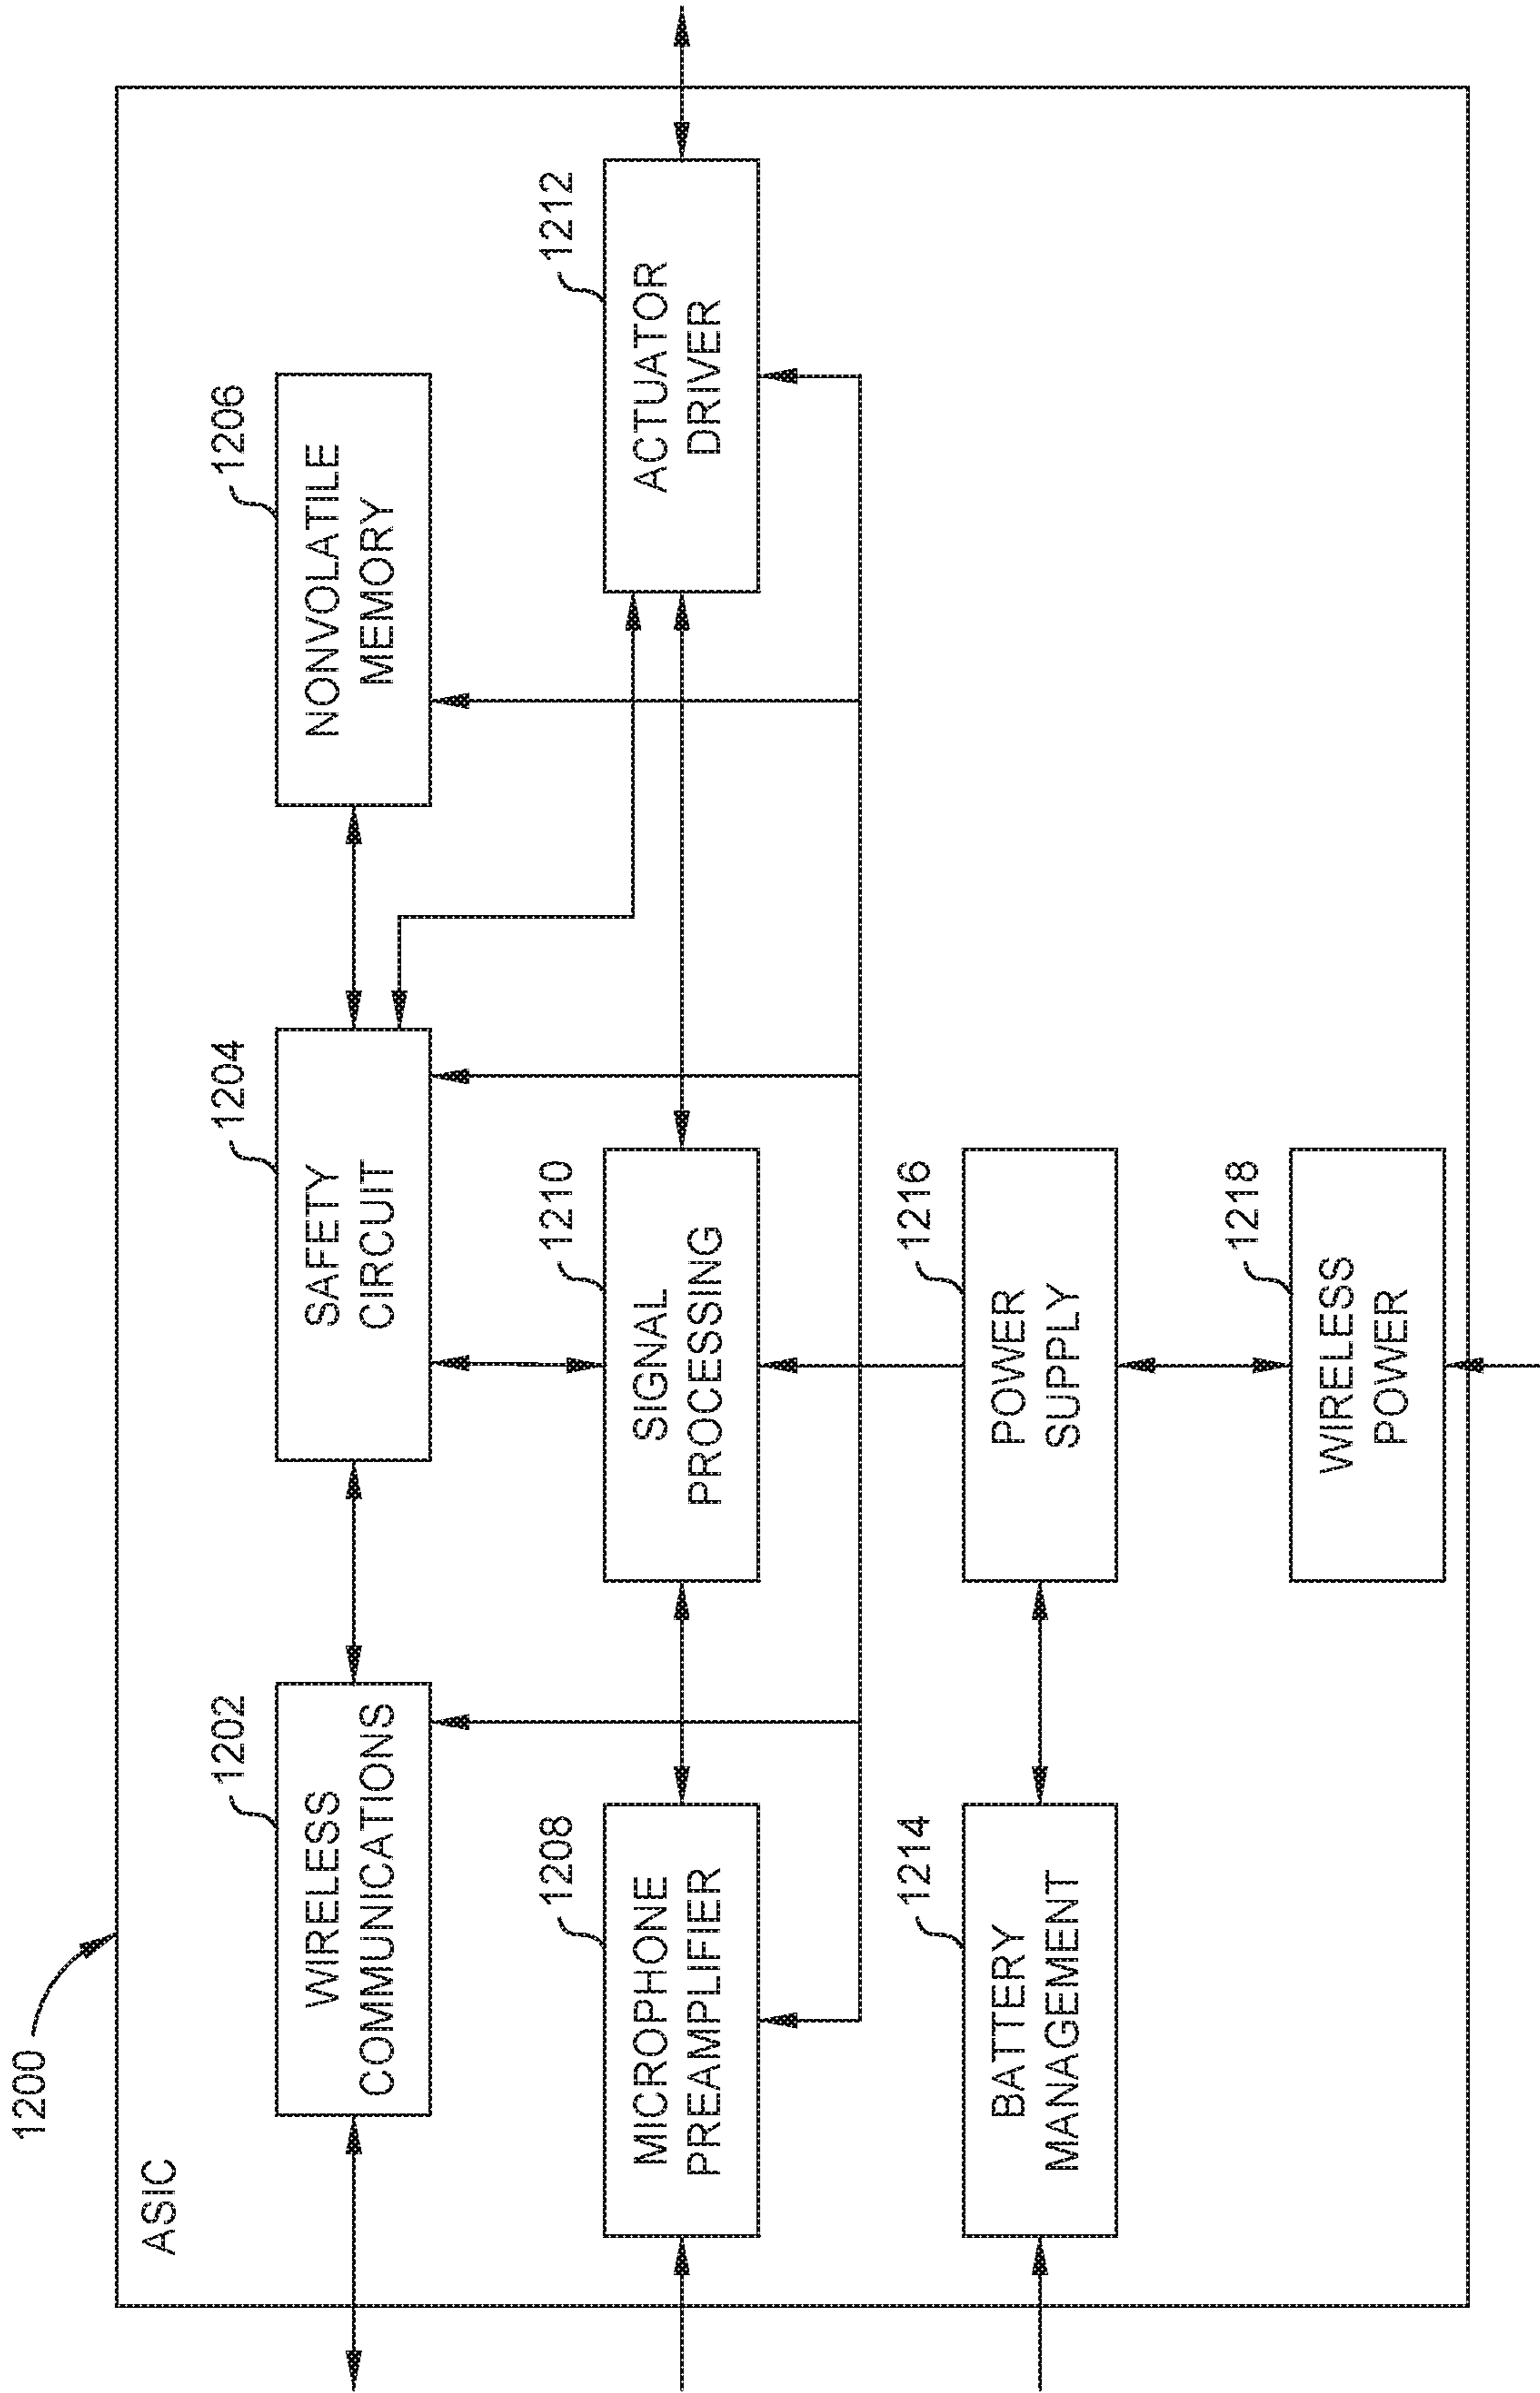 1200
ASIC
1202
WIRELESS
COMMUNICATIONS
1204
SAFETY
CIRCUIT
1206
NONVOLATILE
MEMORY
1208
MICROPHONE
PREAMPLIFIER
1210
SIGNAL
PROCESSING
1212
ACTUATOR
DRIVER
1214
BATTERY
MANAGEMENT
1216
POWER
SUPPLY
1218
WIRELESS
POWER